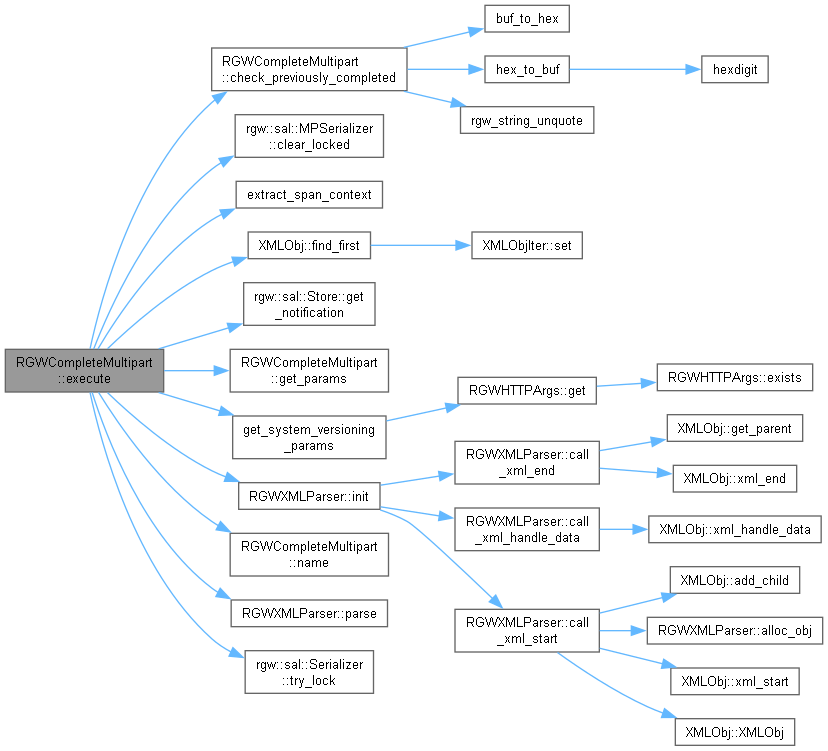 RGWCompleteMultipart
::execute
RGWCompleteMultipart
::check_previously_completed
buf_to_hex
hex_to_buf
hexdigit
rgw_string_unquote
rgw::sal::MPSerializer
::clear_locked
extract_span_context
XMLObj::find_first
XMLObjIter::set
rgw::sal::Store::get
_notification
RGWCompleteMultipart
::get_params
get_system_versioning
_params
RGWHTTPArgs::get
RGWHTTPArgs::exists
RGWXMLParser::init
RGWXMLParser::call
_xml_end
XMLObj::get_parent
XMLObj::xml_end
RGWXMLParser::call
_xml_handle_data
XMLObj::xml_handle_data
RGWXMLParser::call
_xml_start
XMLObj::add_child
RGWXMLParser::alloc_obj
XMLObj::xml_start
XMLObj::XMLObj
RGWCompleteMultipart
::name
RGWXMLParser::parse
rgw::sal::Serializer
::try_lock